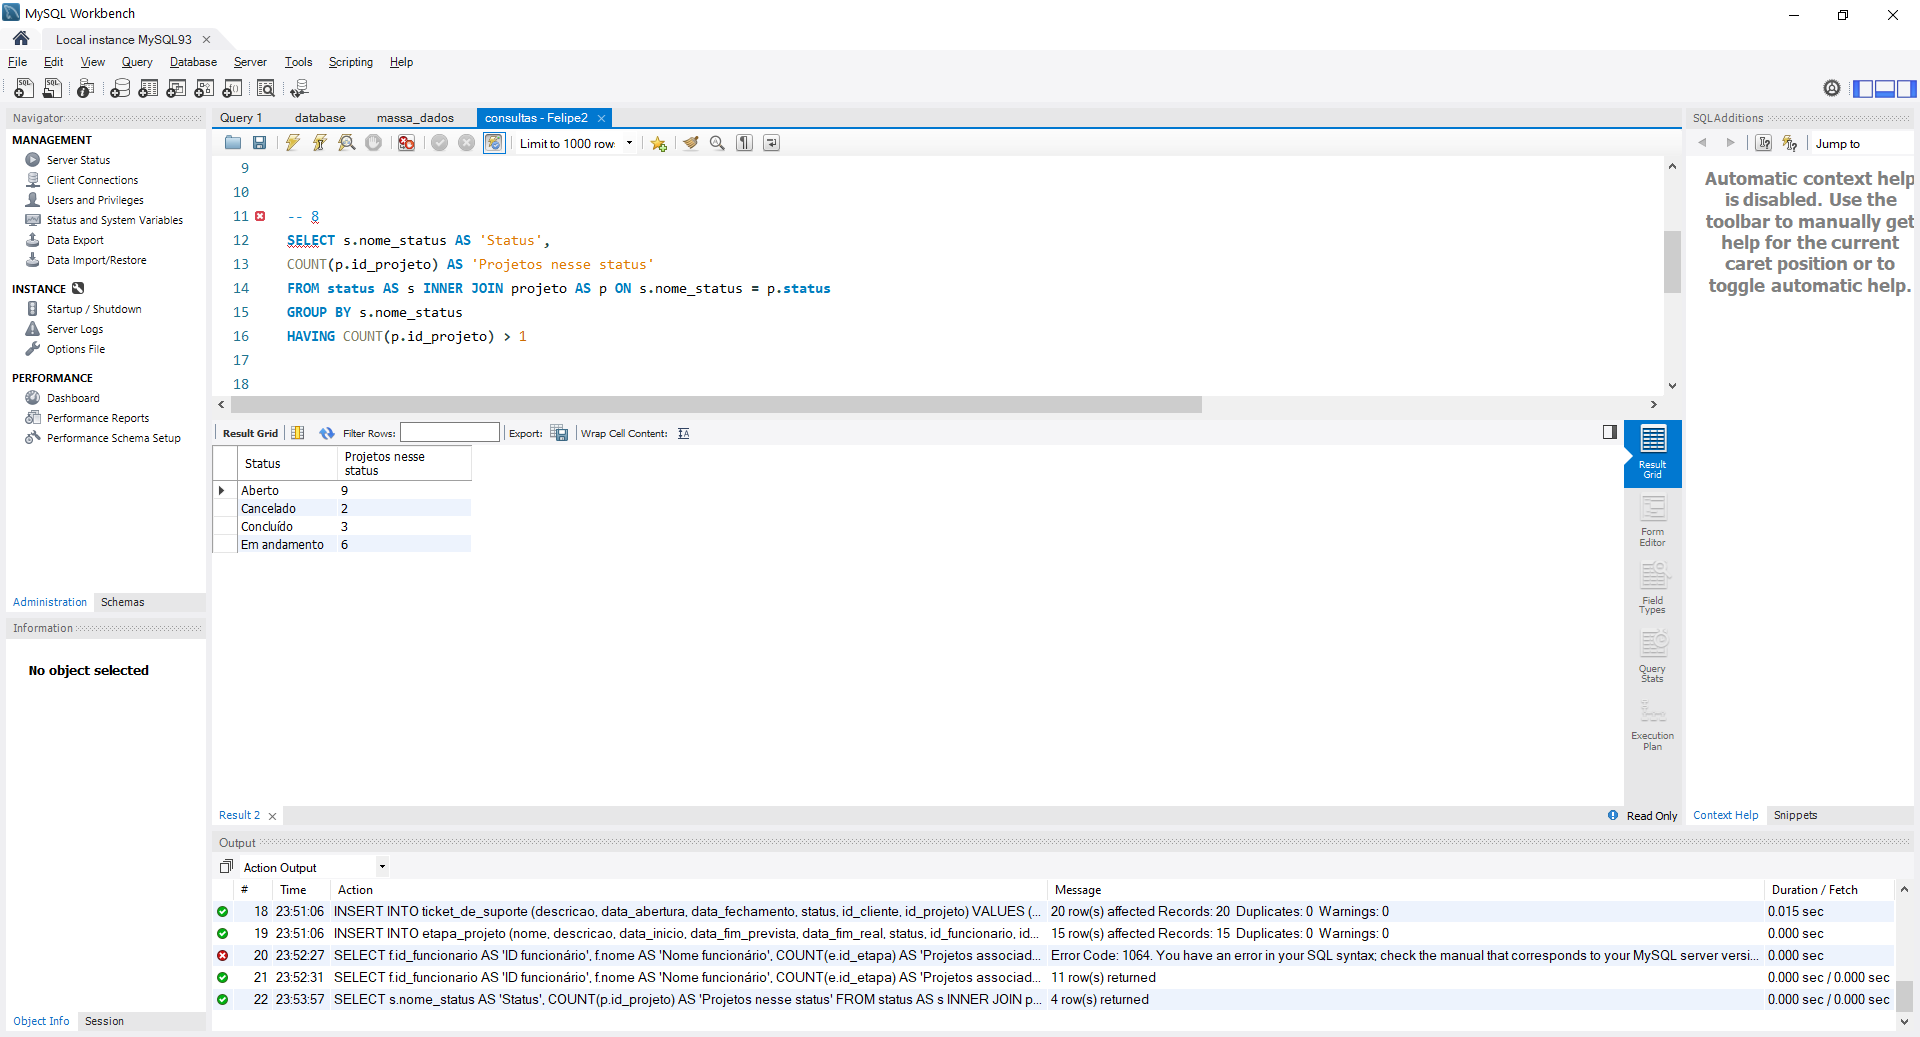 MySQL Workbench
Local instance MySQL93
File Edit View Query Database Server Tools Scripting Help
Navigator
MANAGEMENT
Server Status
Client Connections
Users and Privileges
Status and System Variables
Data Export
Data Import/Restore
INSTANCE
Startup / Shutdown
Server Logs
Options File
PERFORMANCE
Dashboard
Performance Reports
Performance Schema Setup
Administration Schemas
Information
No object selected
Object Info Session
Query 1 database massa_dados consultas - Felipe2
Limit to 1000 row
9
10
11 -- 8
12 SELECT s.nome_status AS 'Status',
13 COUNT(p.id_projeto) AS 'Projetos nesse status'
14 FROM status AS s INNER JOIN projeto AS p ON s.nome_status = p.status
15 GROUP BY s.nome_status
16 HAVING COUNT(p.id_projeto) > 1
17
18
Result Grid Filter Rows: Export: Wrap Cell Content:
Status Projetos nesse status
Aberto 9
Cancelado 2
Concluído 3
Em andamento 6
Result Grid
Form Editor
Field Types
Query Stats
Execution Plan
Result 2 Read Only
SQLAdditions
Jump to
Automatic context help
is disabled. Use the
toolbar to manually get
help for the current
caret position or to
toggle automatic help.
Context Help Snippets
Output
Action Output
# Time Action Message Duration / Fetch
18 23:51:06 INSERT INTO ticket_de_suporte (descricao, data_abertura, data_fechamento, status, id_cliente, id_projeto) VALUES (... 20 row(s) affected Records: 20 Duplicates: 0 Warnings: 0 0.015 sec
19 23:51:06 INSERT INTO etapa_projeto (nome, descricao, data_inicio, data_fim_prevista, data_fim_real, status, id_funcionario, id... 15 row(s) affected Records: 15 Duplicates: 0 Warnings: 0 0.000 sec
20 23:52:27 SELECT f.id_funcionario AS 'ID funcionário', f.nome AS 'Nome funcionário', COUNT(e.id_etapa) AS 'Projetos associad... Error Code: 1064. You have an error in your SQL syntax; check the manual that corresponds to your MySQL server versi... 0.000 sec
21 23:52:31 SELECT f.id_funcionario AS 'ID funcionário', f.nome AS 'Nome funcionário', COUNT(e.id_etapa) AS 'Projetos associad... 11 row(s) returned 0.000 sec / 0.000 sec
22 23:53:57 SELECT s.nome_status AS 'Status', COUNT(p.id_projeto) AS 'Projetos nesse status' FROM status AS s INNER JOIN p... 4 row(s) returned 0.000 sec / 0.000 sec